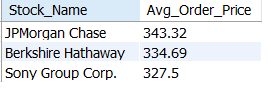 Stock_Name Avg_Order_Price
JPMorgan Chase 343.32
Berkshire Hathaway 334.69
Sony Group Corp. 327.5